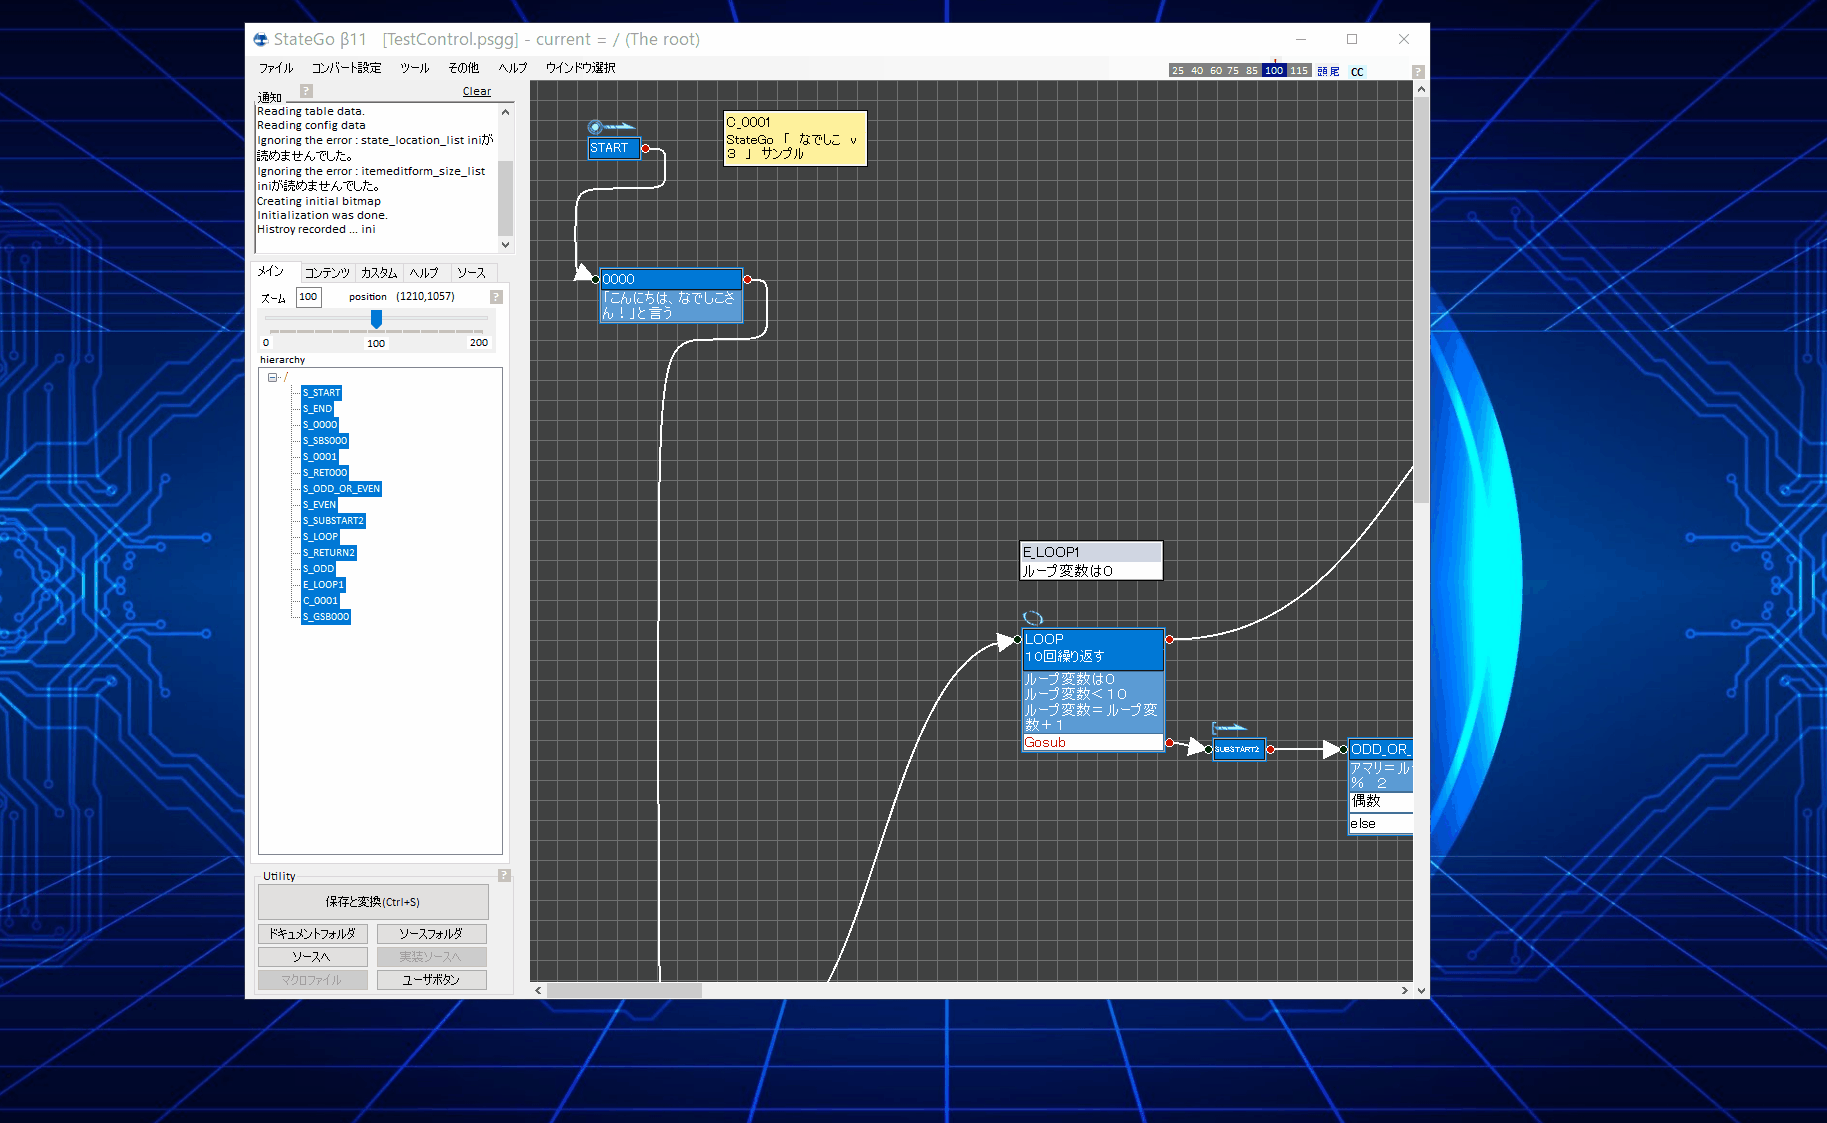 StateGo β11   [TestControl.psgg] - current = / (The root)
ファイル コンバート設定 ツール その他 ヘルプ ウインドウ選択
25 40 60 75 85 100 115 頭 尾 CC ?
通知 ? Clear
Reading table data.
Reading config data
Ignoring the error : state_location_list iniが
読めませんでした。
Ignoring the error : itemeditform_size_list
iniが読めませんでした。
Creating initial bitmap
Initialization was done.
Histroy recorded ... ini
メイン コンテンツ カスタム ヘルプ ソース
ズーム 100 position (1210,1057) ?
0 100 200
hierarchy
/
S_START
S_END
S_0000
S_SBS000
S_0001
S_RET000
S_ODD_OR_EVEN
S_EVEN
S_SUBSTART2
S_LOOP
S_RETURN2
S_ODD
E_LOOP1
C_0001
S_GSB000
Utility ?
保存と変換(Ctrl+S)
ドキュメントフォルダ ソースフォルダ
ソースへ 実装ソースへ
マクロファイル ユーザボタン
START
C_0001
StateGo 「 なでしこ v
3 」 サンプル
0000
「こんにちは、なでしこさ
ん！」と言う
E_LOOP1
ループ変数は0
LOOP
10回繰り返す
ループ変数は0
ループ変数<10
ループ変数=ループ変
数+1
Gosub
SUBSTART2
ODD_OR_
アマリ=ル
% 2
偶数
else